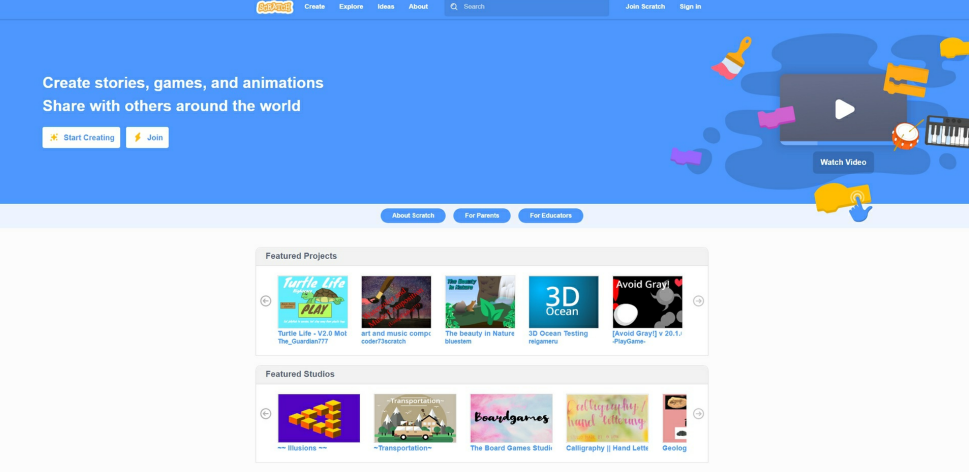 SCRATCH
Create Explore Ideas About Search Join Scratch Sign in
Create stories, games, and animations
Share with others around the world
Start Creating Join
Watch Video
About Scratch For Parents For Educators
Featured Projects
Turtle Life
PLAY
The Beauty
in Nature
3D
Ocean
Avoid Gray!
Turtle Life - V2.0 Mob art and music compo The beauty in Nature 3D Ocean Testing [Avoid Gray!] v 20.1.
The_Guardian777 coder73scratch bluestem reigameru -PlayGame-
Featured Studios
~Transportation~
Boardgames
calligraphy
hand lettering
~~ Illusions ~~ ~Transportation~ The Board Games Studio Calligraphy || Hand Lette Geolog